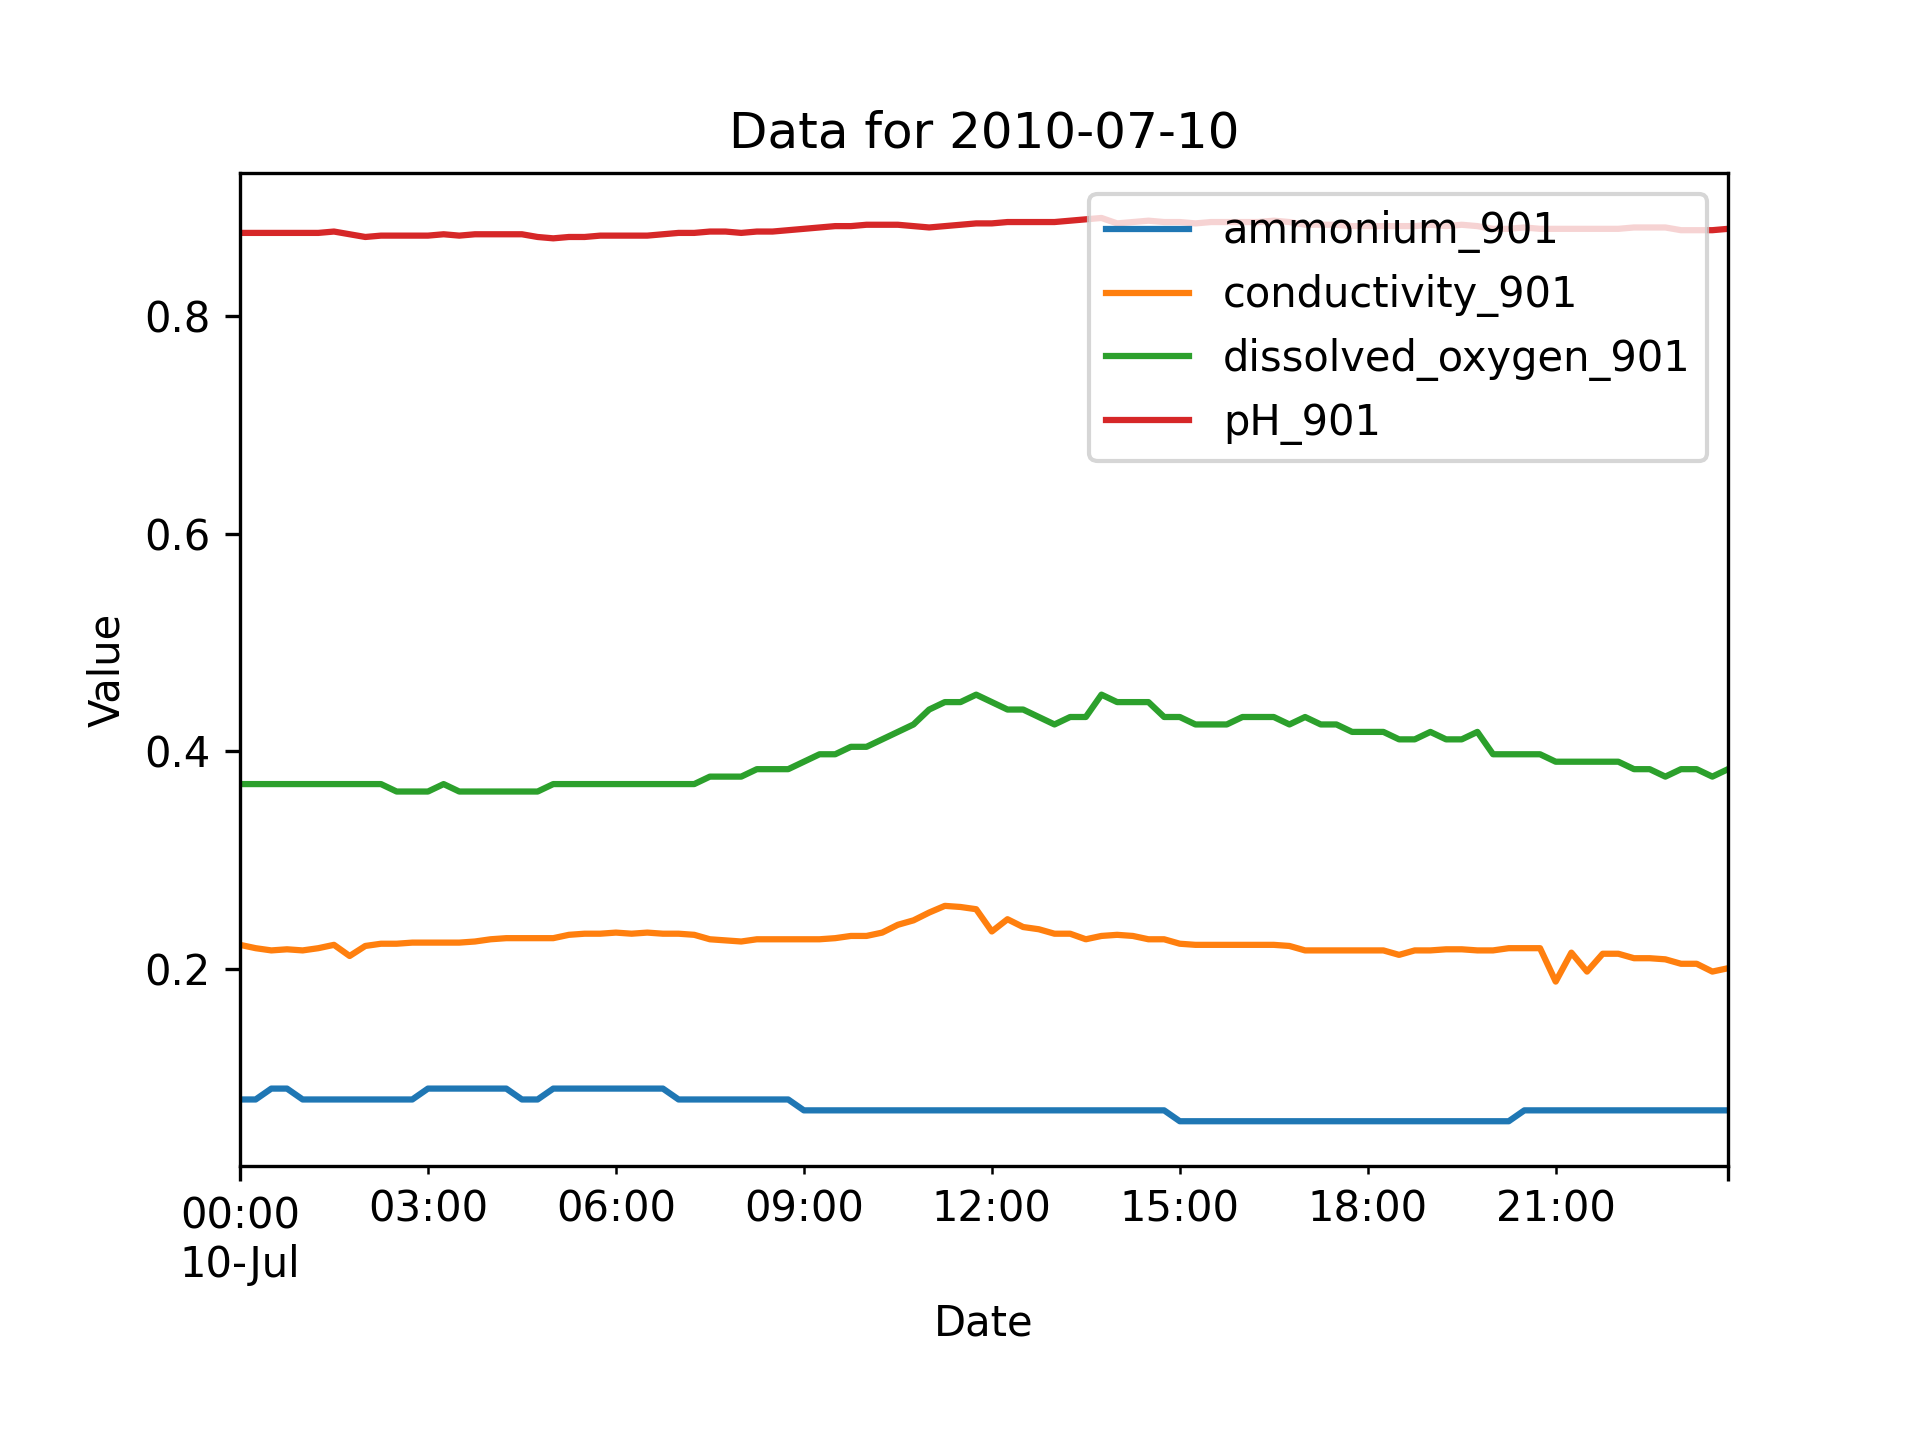 Data for 2010-07-10
ammonium_901
conductivity_901
dissolved_oxygen_901
pH_901
Value
0.8
0.6
0.4
0.2
00:00 03:00 06:00 09:00 12:00 15:00 18:00 21:00
10-Jul
Date